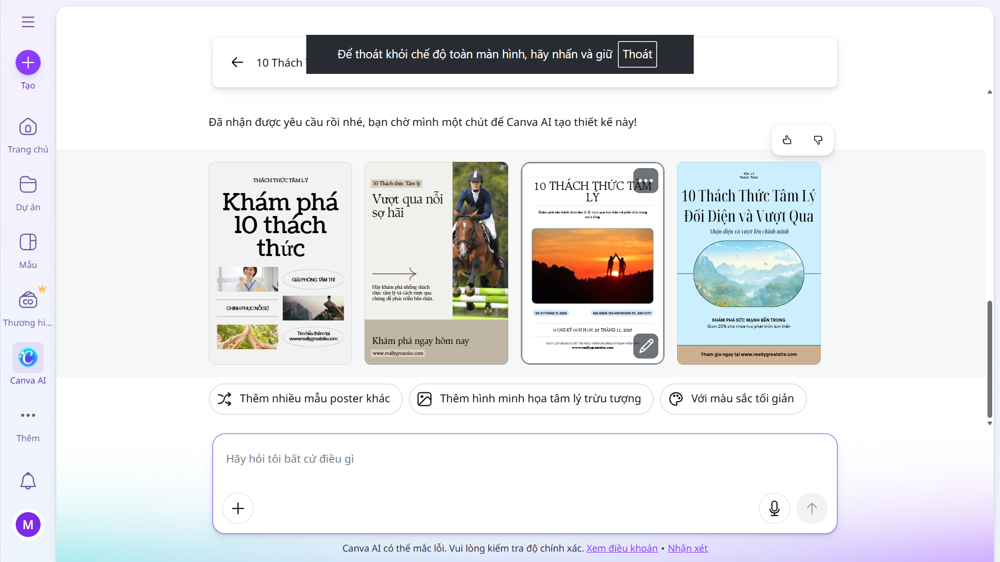 Để thoát khỏi chế độ toàn màn hình, hãy nhấn và giữ Thoát
10 Thách
Tạo
Trang chủ
Dự án
Mẫu
Thương hi...
Canva AI
Thêm
M
Đã nhận được yêu cầu rồi nhé, bạn chờ mình một chút để Canva AI tạo thiết kế này!
THÁCH THỨC TÂM LÝ
Khám phá
10 thách
thức
GIẢI PHÓNG TÂM TRÍ
CHINH PHỤC NỖI SỢ
Tìm hiểu thêm tại
www.reallygreatsite.com
10 Thách thức Tâm lý
Vượt qua nỗi
sợ hãi
Hãy khám phá những thách
thức tâm lý và cách vượt qua
chúng để phát triển bản thân.
Khám phá ngay hôm nay
www.reallygreatsite.com
10 THÁCH THỨC TÂM
LÝ
Khám phá các thách thức tâm lý để vượt qua bản thân và phát triển trong
cuộc sống.
30-31 THÁNG 11, 2025
ĐỊA ĐIỂM: 123 ANYWHERE ST., ANY CITY
ĐĂNG KÝ ĐẾN HẠN: 25 THÁNG 11, 2025
TRUY CẬP WEBSITE ĐỂ TÌM HIỂU THÊM VÀ ĐĂNG KÝ NGAY HÔM NAY!
www.reallygreatsite.com
TÂM LÝ
THÁCH THỨC
10 Thách Thức Tâm Lý
Đối Diện và Vượt Qua
Nhận diện và vượt lên chính mình
KHÁM PHÁ SỨC MẠNH BÊN TRONG
Giảm 20% cho khóa học phát triển bản thân
Tham gia ngay tại www.reallygreatsite.com
Thêm nhiều mẫu poster khác
Thêm hình minh họa tâm lý trừu tượng
Với màu sắc tối giản
Hãy hỏi tôi bất cứ điều gì
Canva AI có thể mắc lỗi. Vui lòng kiểm tra độ chính xác. Xem điều khoản • Nhận xét